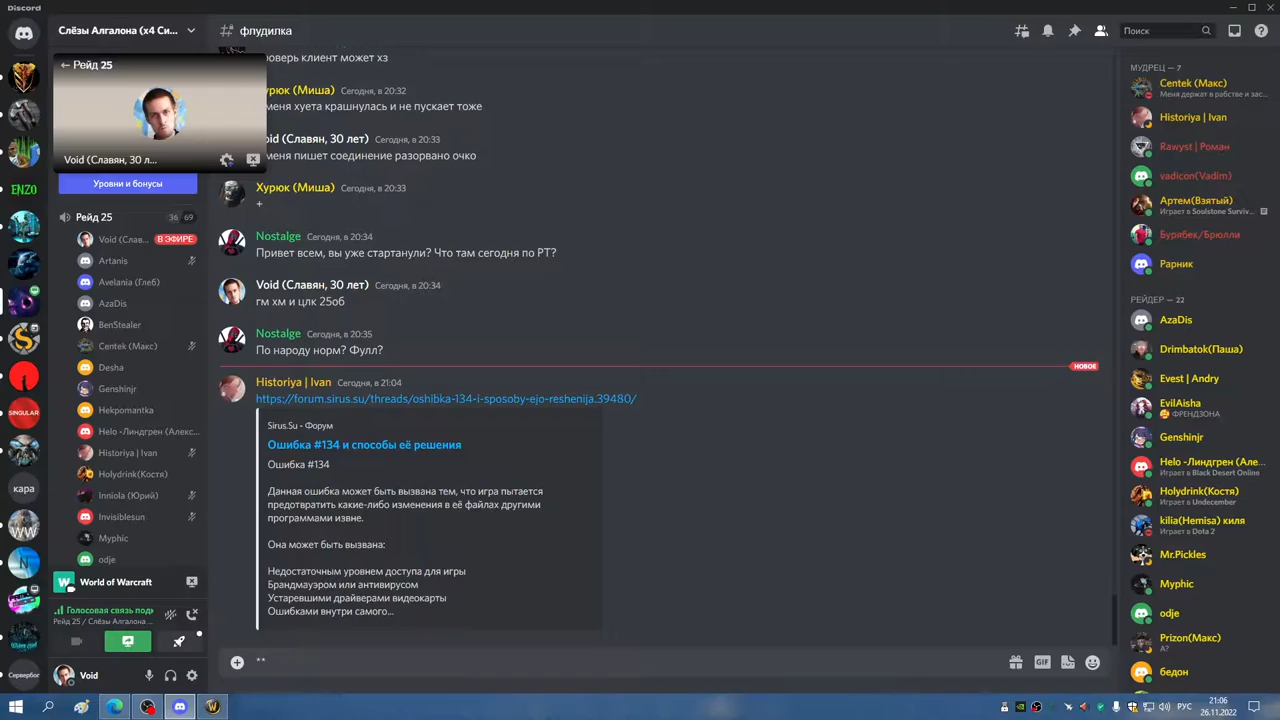 Discord
Слёзы Алгалона (x4 Си...
флудилка
Поиск
Рейд 25
Void (Славян, 30 л...
Уровни и бонусы
ENZO
SINGULAR
кара
WW
Сервербог
Рейд 25
36 69
Void (Слав...
В ЭФИРЕ
Artanis
Avelania (Глеб)
AzaDis
BenStealer
Centek (Макс)
Desha
Genshinjr
Hekpomantka
Helo -Линдгрен (Алекс...
Historiya | Ivan
Holydrink(Костя)
Inniola (Юрий)
Invisiblesun
Myphic
odje
World of Warcraft
Голосовая связь подк
Рейд 25 / Слёзы Алгалона ...
Void
роверь клиент может хз
урюк (Миша) Сегодня, в 20:32
меня хуета крашнулась и не пускает тоже
oid (Славян, 30 лет) Сегодня, в 20:33
меня пишет соединение разорвано очко
Хурюк (Миша) Сегодня, в 20:33
+
Nostalge Сегодня, в 20:34
Привет всем, вы уже стартанули? Что там сегодня по РТ?
Void (Славян, 30 лет) Сегодня, в 20:34
гм хм и цлк 25об
Nostalge Сегодня, в 20:35
По народу норм? Фулл?
НОВОЕ
Historiya | Ivan Сегодня, в 21:04
https://forum.sirus.su/threads/oshibka-134-i-sposoby-ejo-reshenija.39480/
Sirus.Su - Форум
Ошибка #134 и способы её решения
Ошибка #134
Данная ошибка может быть вызвана тем, что игра пытается
предотвратить какие-либо изменения в её файлах другими
программами извне.
Она может быть вызвана:
Недостаточным уровнем доступа для игры
Брандмауэром или антивирусом
Устаревшими драйверами видеокарты
Ошибками внутри самого...
**
GIF
МУДРЕЦ — 7
Centek (Макс)
Меня держат в рабстве и зас...
Historiya | Ivan
Rawyst | Роман
vadicon(Vadim)
Артем(Взятый)
Играет в Soulstone Surviv...
Бурябек/Брюлли
Рарник
РЕЙДЕР — 22
AzaDis
Drimbatok(Паша)
Evest | Andry
EvilAisha
ФРЕНДЗОНА
Genshinjr
Helo -Линдгрен (Але...
Играет в Black Desert Online
Holydrink(Костя)
Играет в Undecember
kilia(Hemisa) киля
Играет в Dota 2
Mr.Pickles
Myphic
odje
Prizon(Макс)
А?
бедон
РУС
21:06
26.11.2022